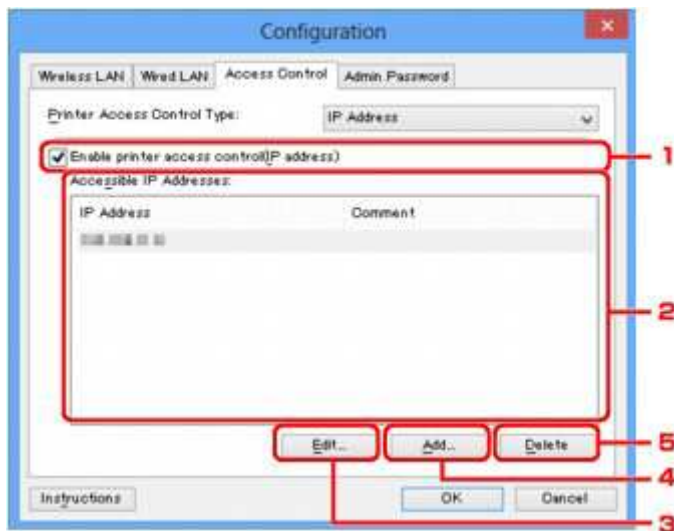 Configuration
Wireless LAN Wired LAN Access Control Admin Password
Printer Access Control Type: IP Address
Enable printer access control(IP address) 1
Accessible IP Addresses:
IP Address Comment
2
Edit... Add... Delete 5
4
Instructions OK Cancel
3